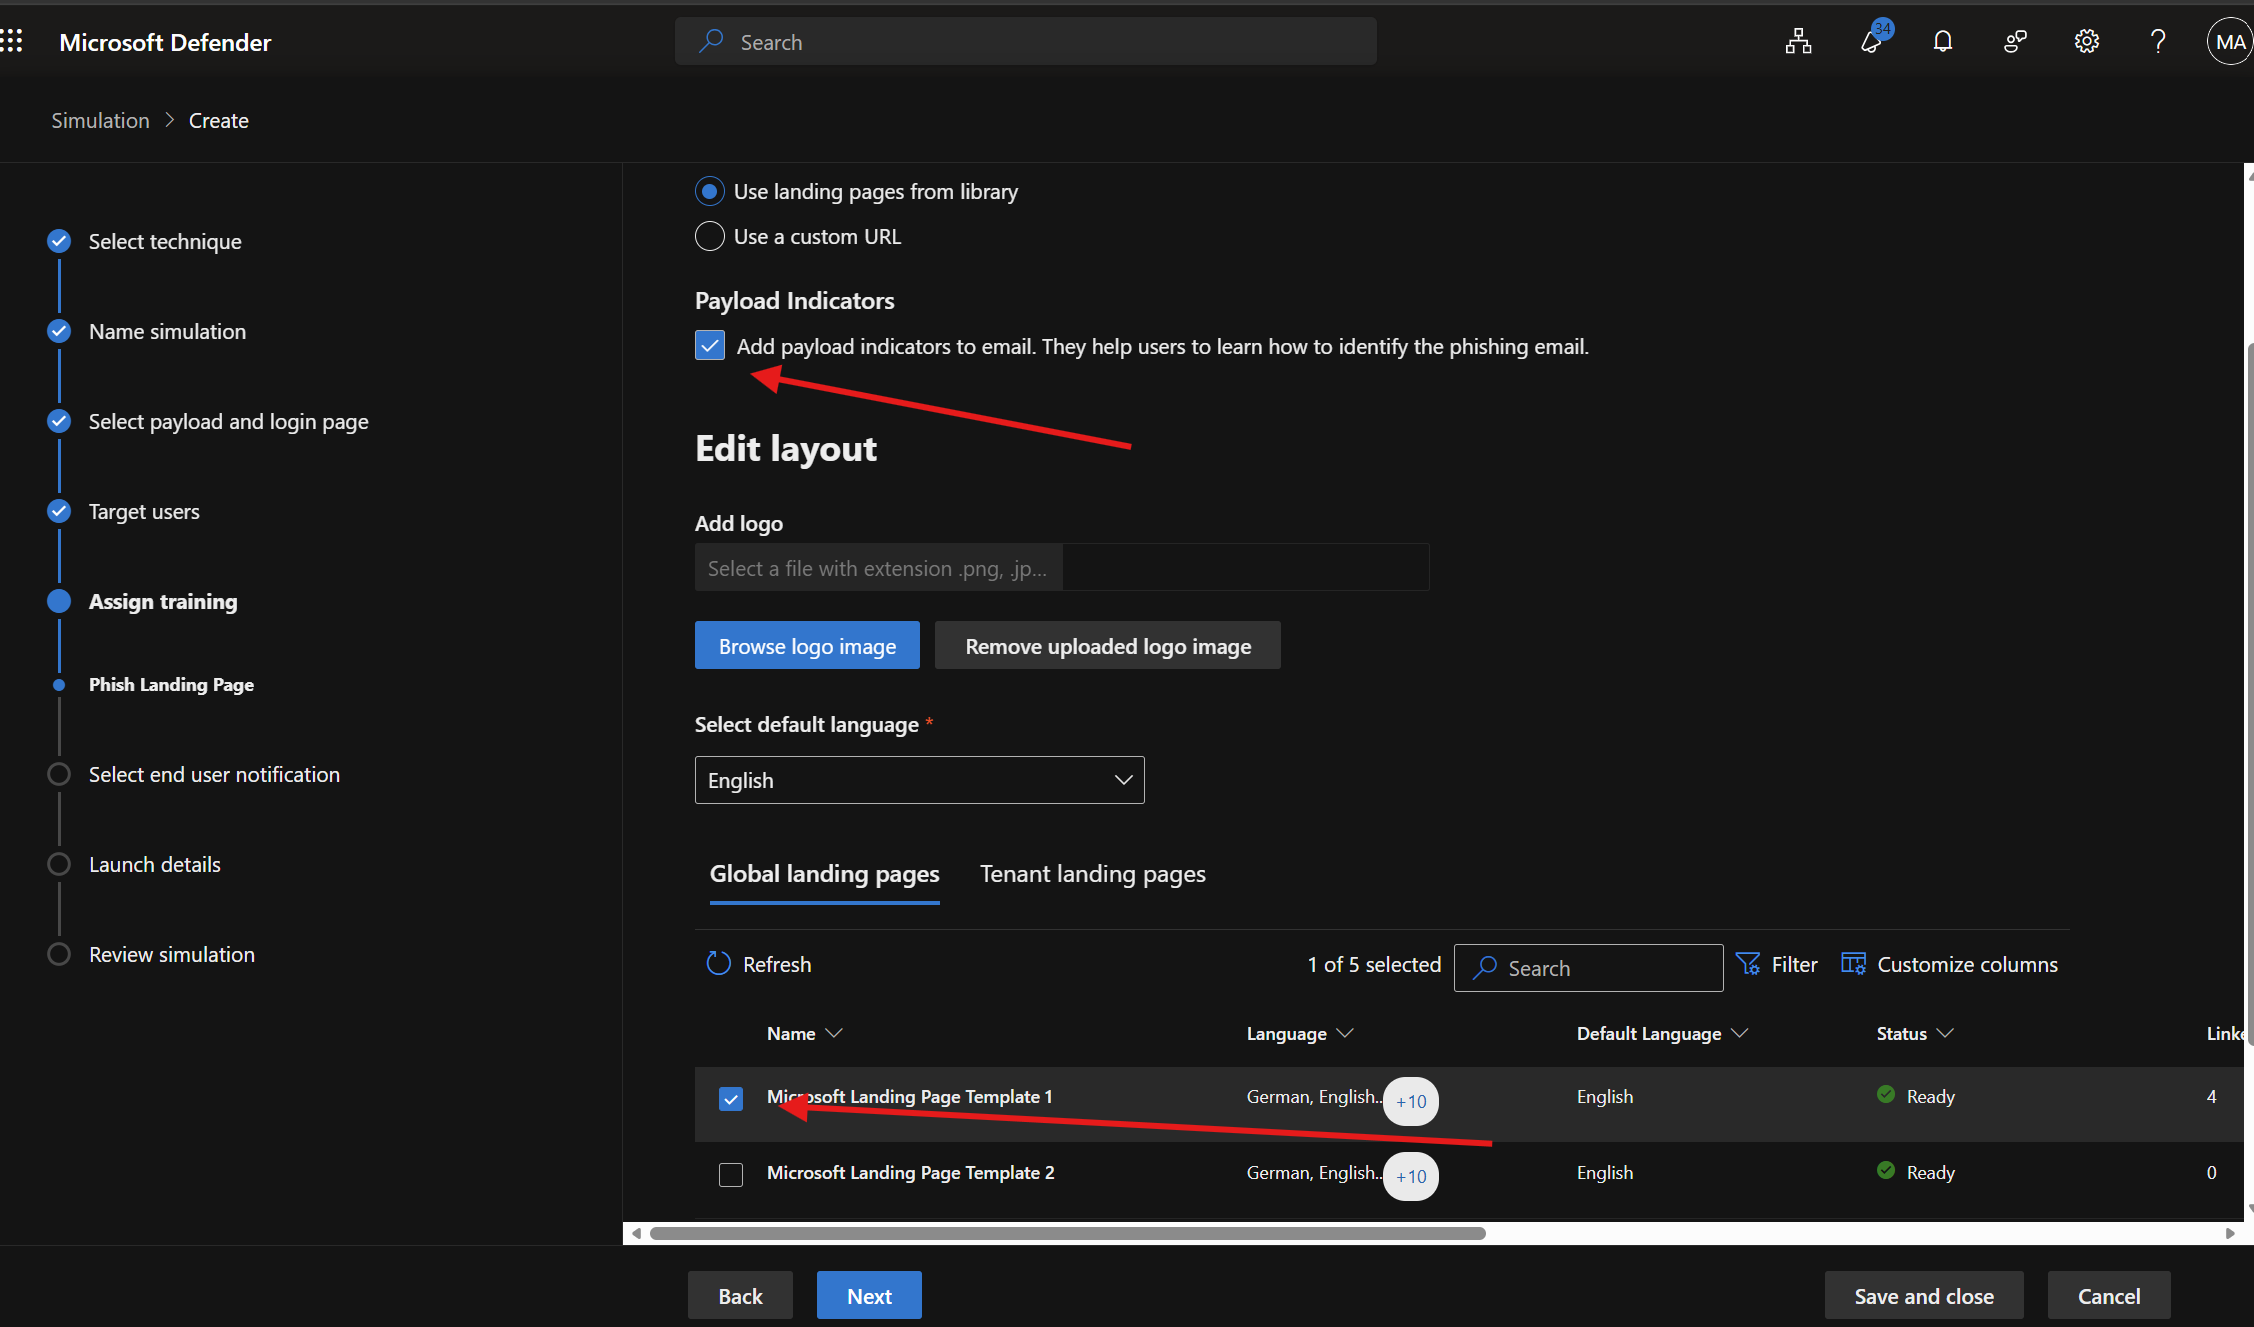 Microsoft Defender
Search
34
MA
Simulation > Create
Select technique
Name simulation
Select payload and login page
Target users
Assign training
Phish Landing Page
Select end user notification
Launch details
Review simulation
Use landing pages from library
Use a custom URL
Payload Indicators
Add payload indicators to email. They help users to learn how to identify the phishing email.
Edit layout
Add logo
Select a file with extension .png, .jp...
Browse logo image Remove uploaded logo image
Select default language *
English
Global landing pages Tenant landing pages
Refresh 1 of 5 selected Search Filter Customize columns
Name Language Default Language Status Linke
Microsoft Landing Page Template 1 German, English.. +10 English Ready 4
Microsoft Landing Page Template 2 German, English.. +10 English Ready 0
Back Next Save and close Cancel